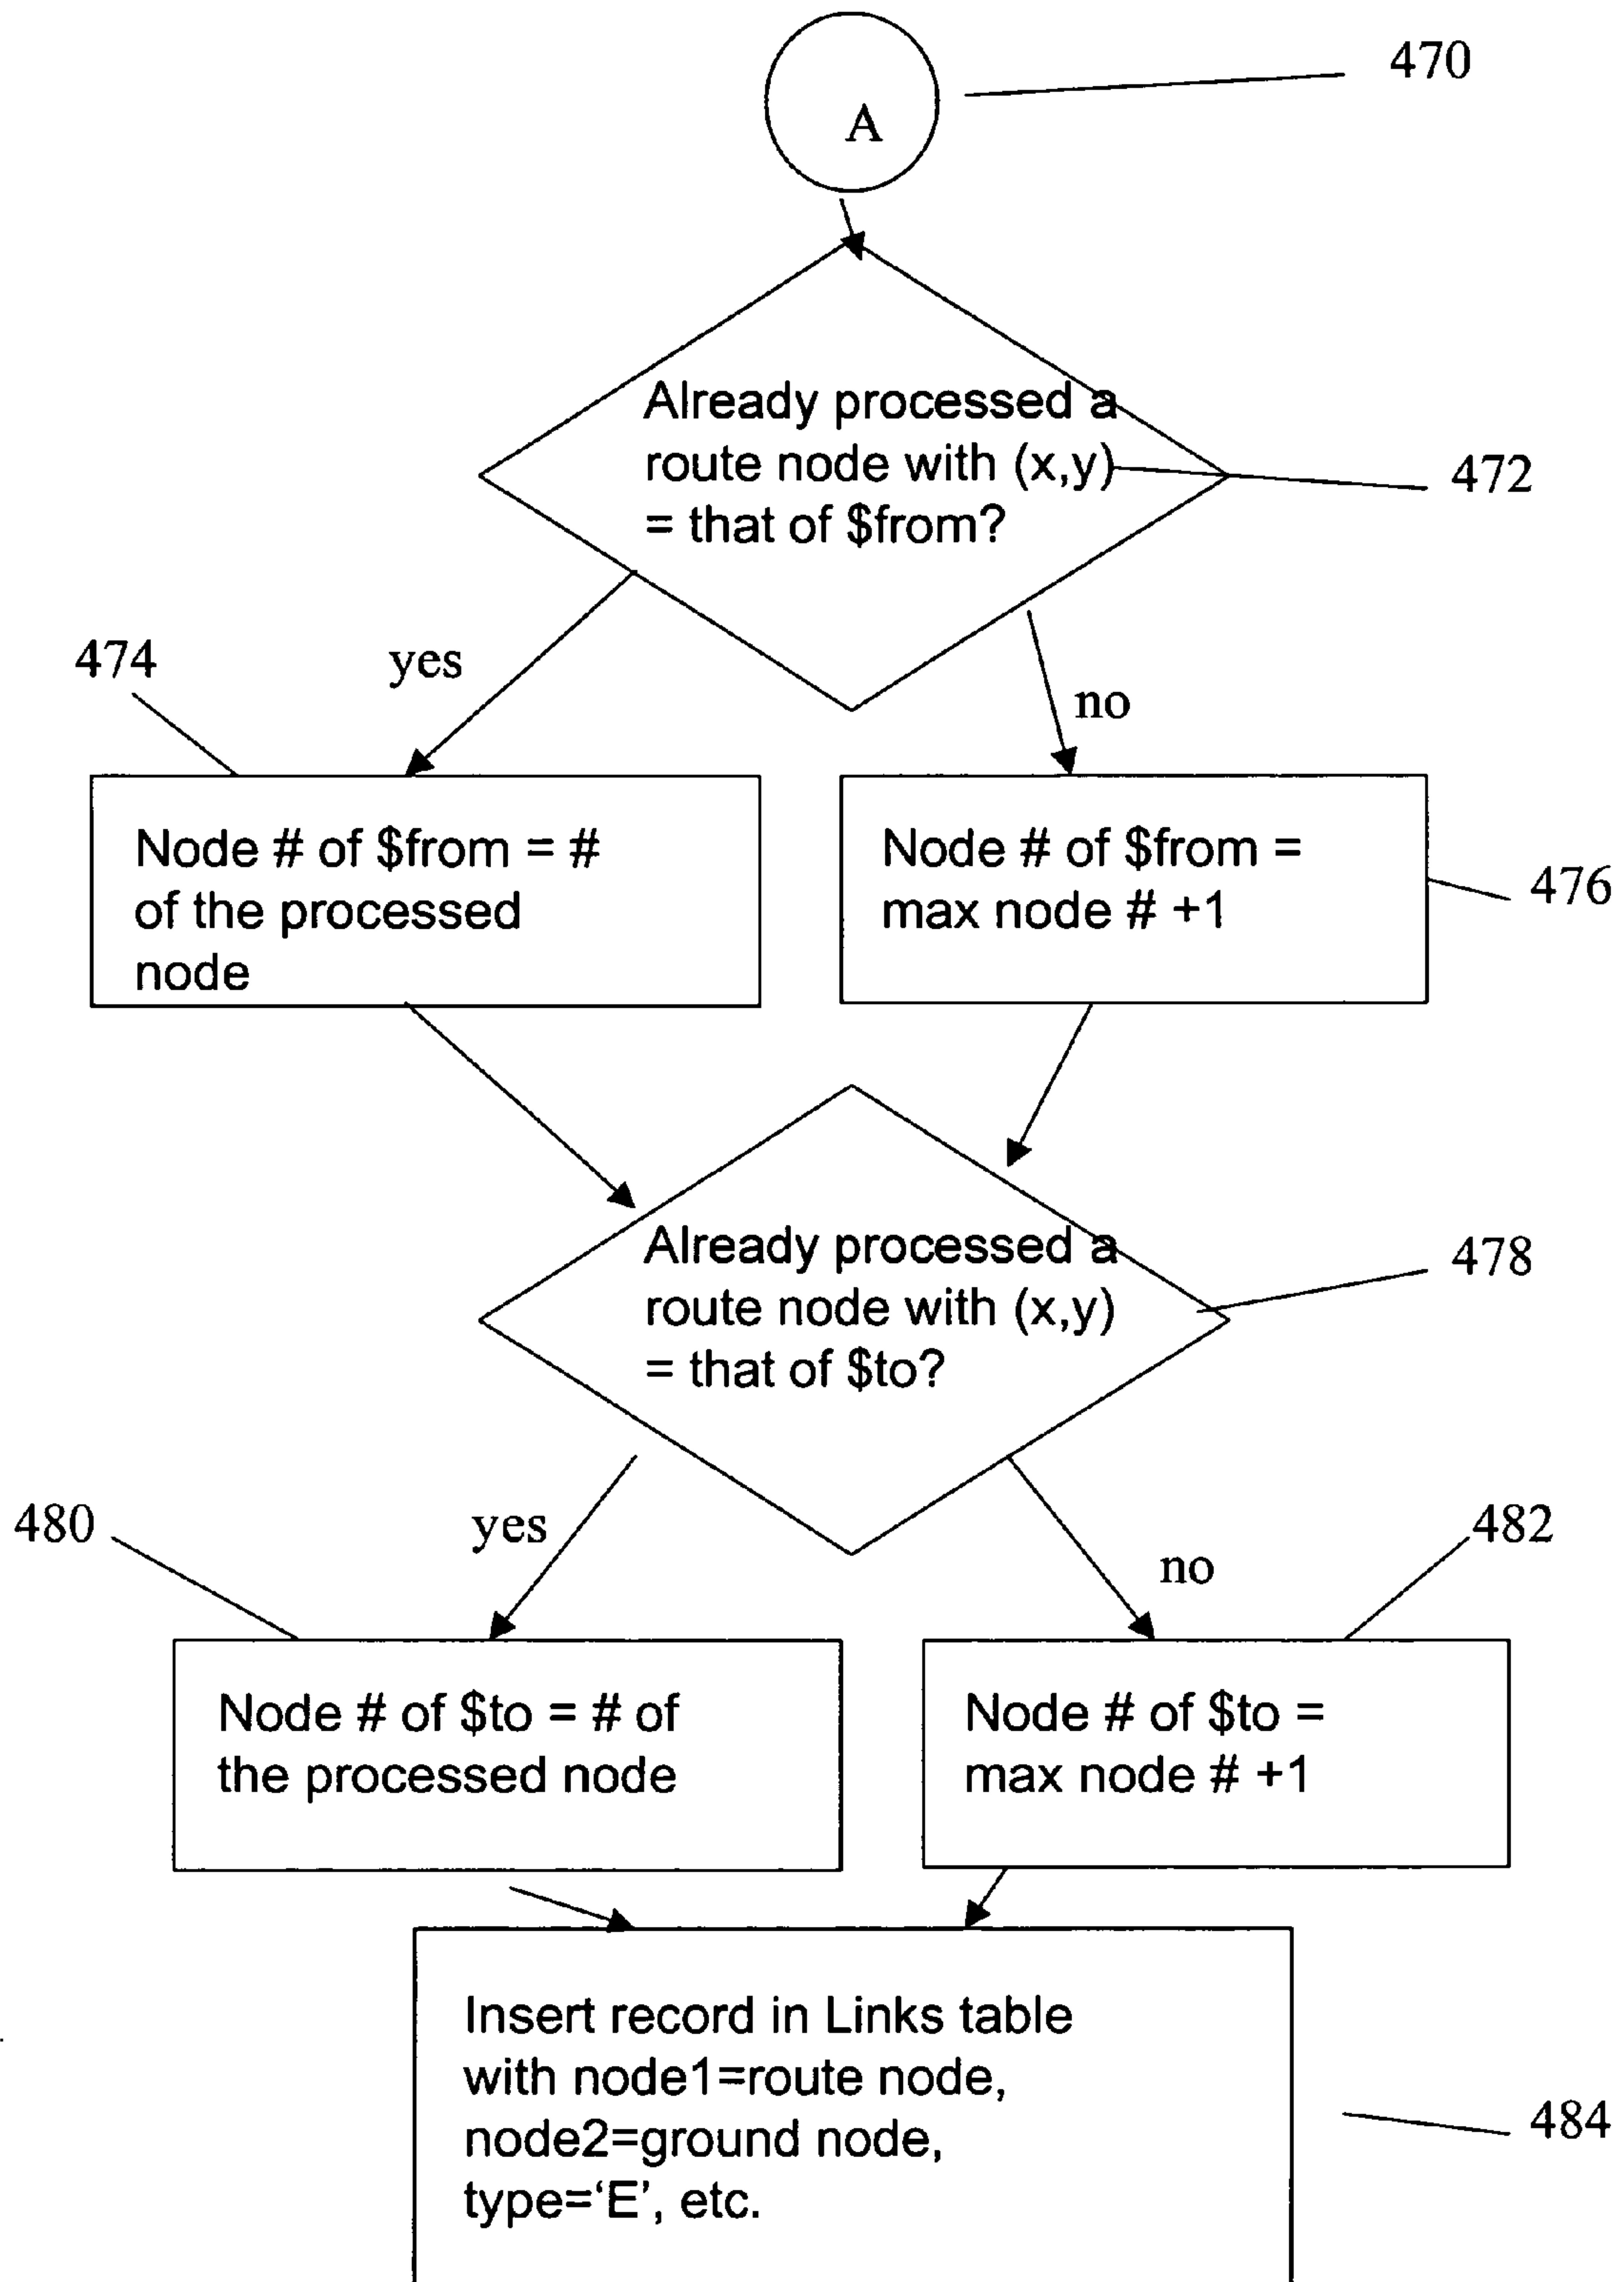 470
A
Already processed a
route node with (x,y)
= that of $from?
472
474
yes
no
Node # of $from = #
of the processed
node
Node # of $from =
max node # +1
476
Already processed a
route node with (x,y)
= that of $to?
478
480
yes
no
482
Node # of $to = # of
the processed node
Node # of $to =
max node # +1
Insert record in Links table
with node1=route node,
node2=ground node,
type=‘E’, etc.
484